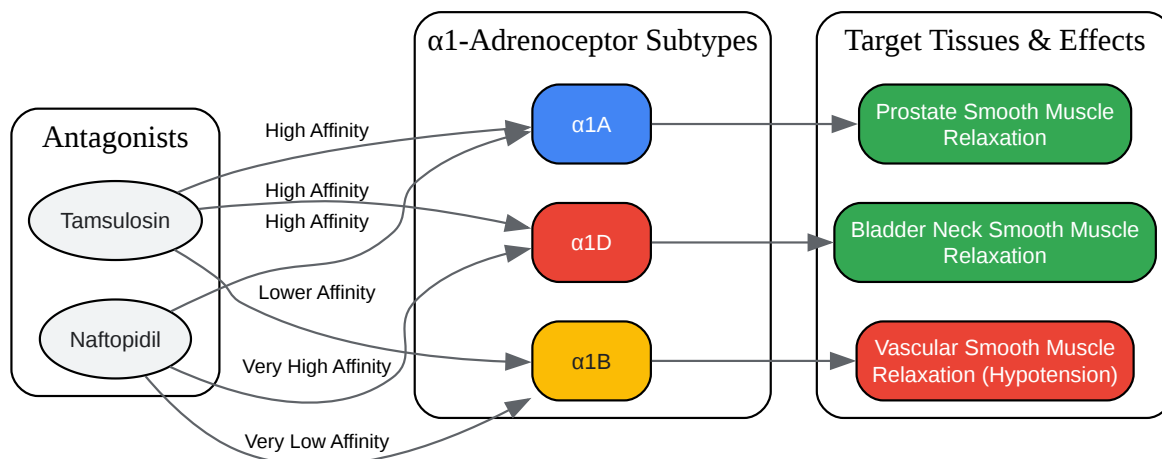 Antagonists
Tamsulosin
Naftopidil
High Affinity
High Affinity
High Affinity
Lower Affinity
Very High Affinity
Very Low Affinity
α1-Adrenoceptor Subtypes
α1A
α1D
α1B
Target Tissues & Effects
Prostate Smooth Muscle
Relaxation
Bladder Neck Smooth Muscle
Relaxation
Vascular Smooth Muscle
Relaxation (Hypotension)